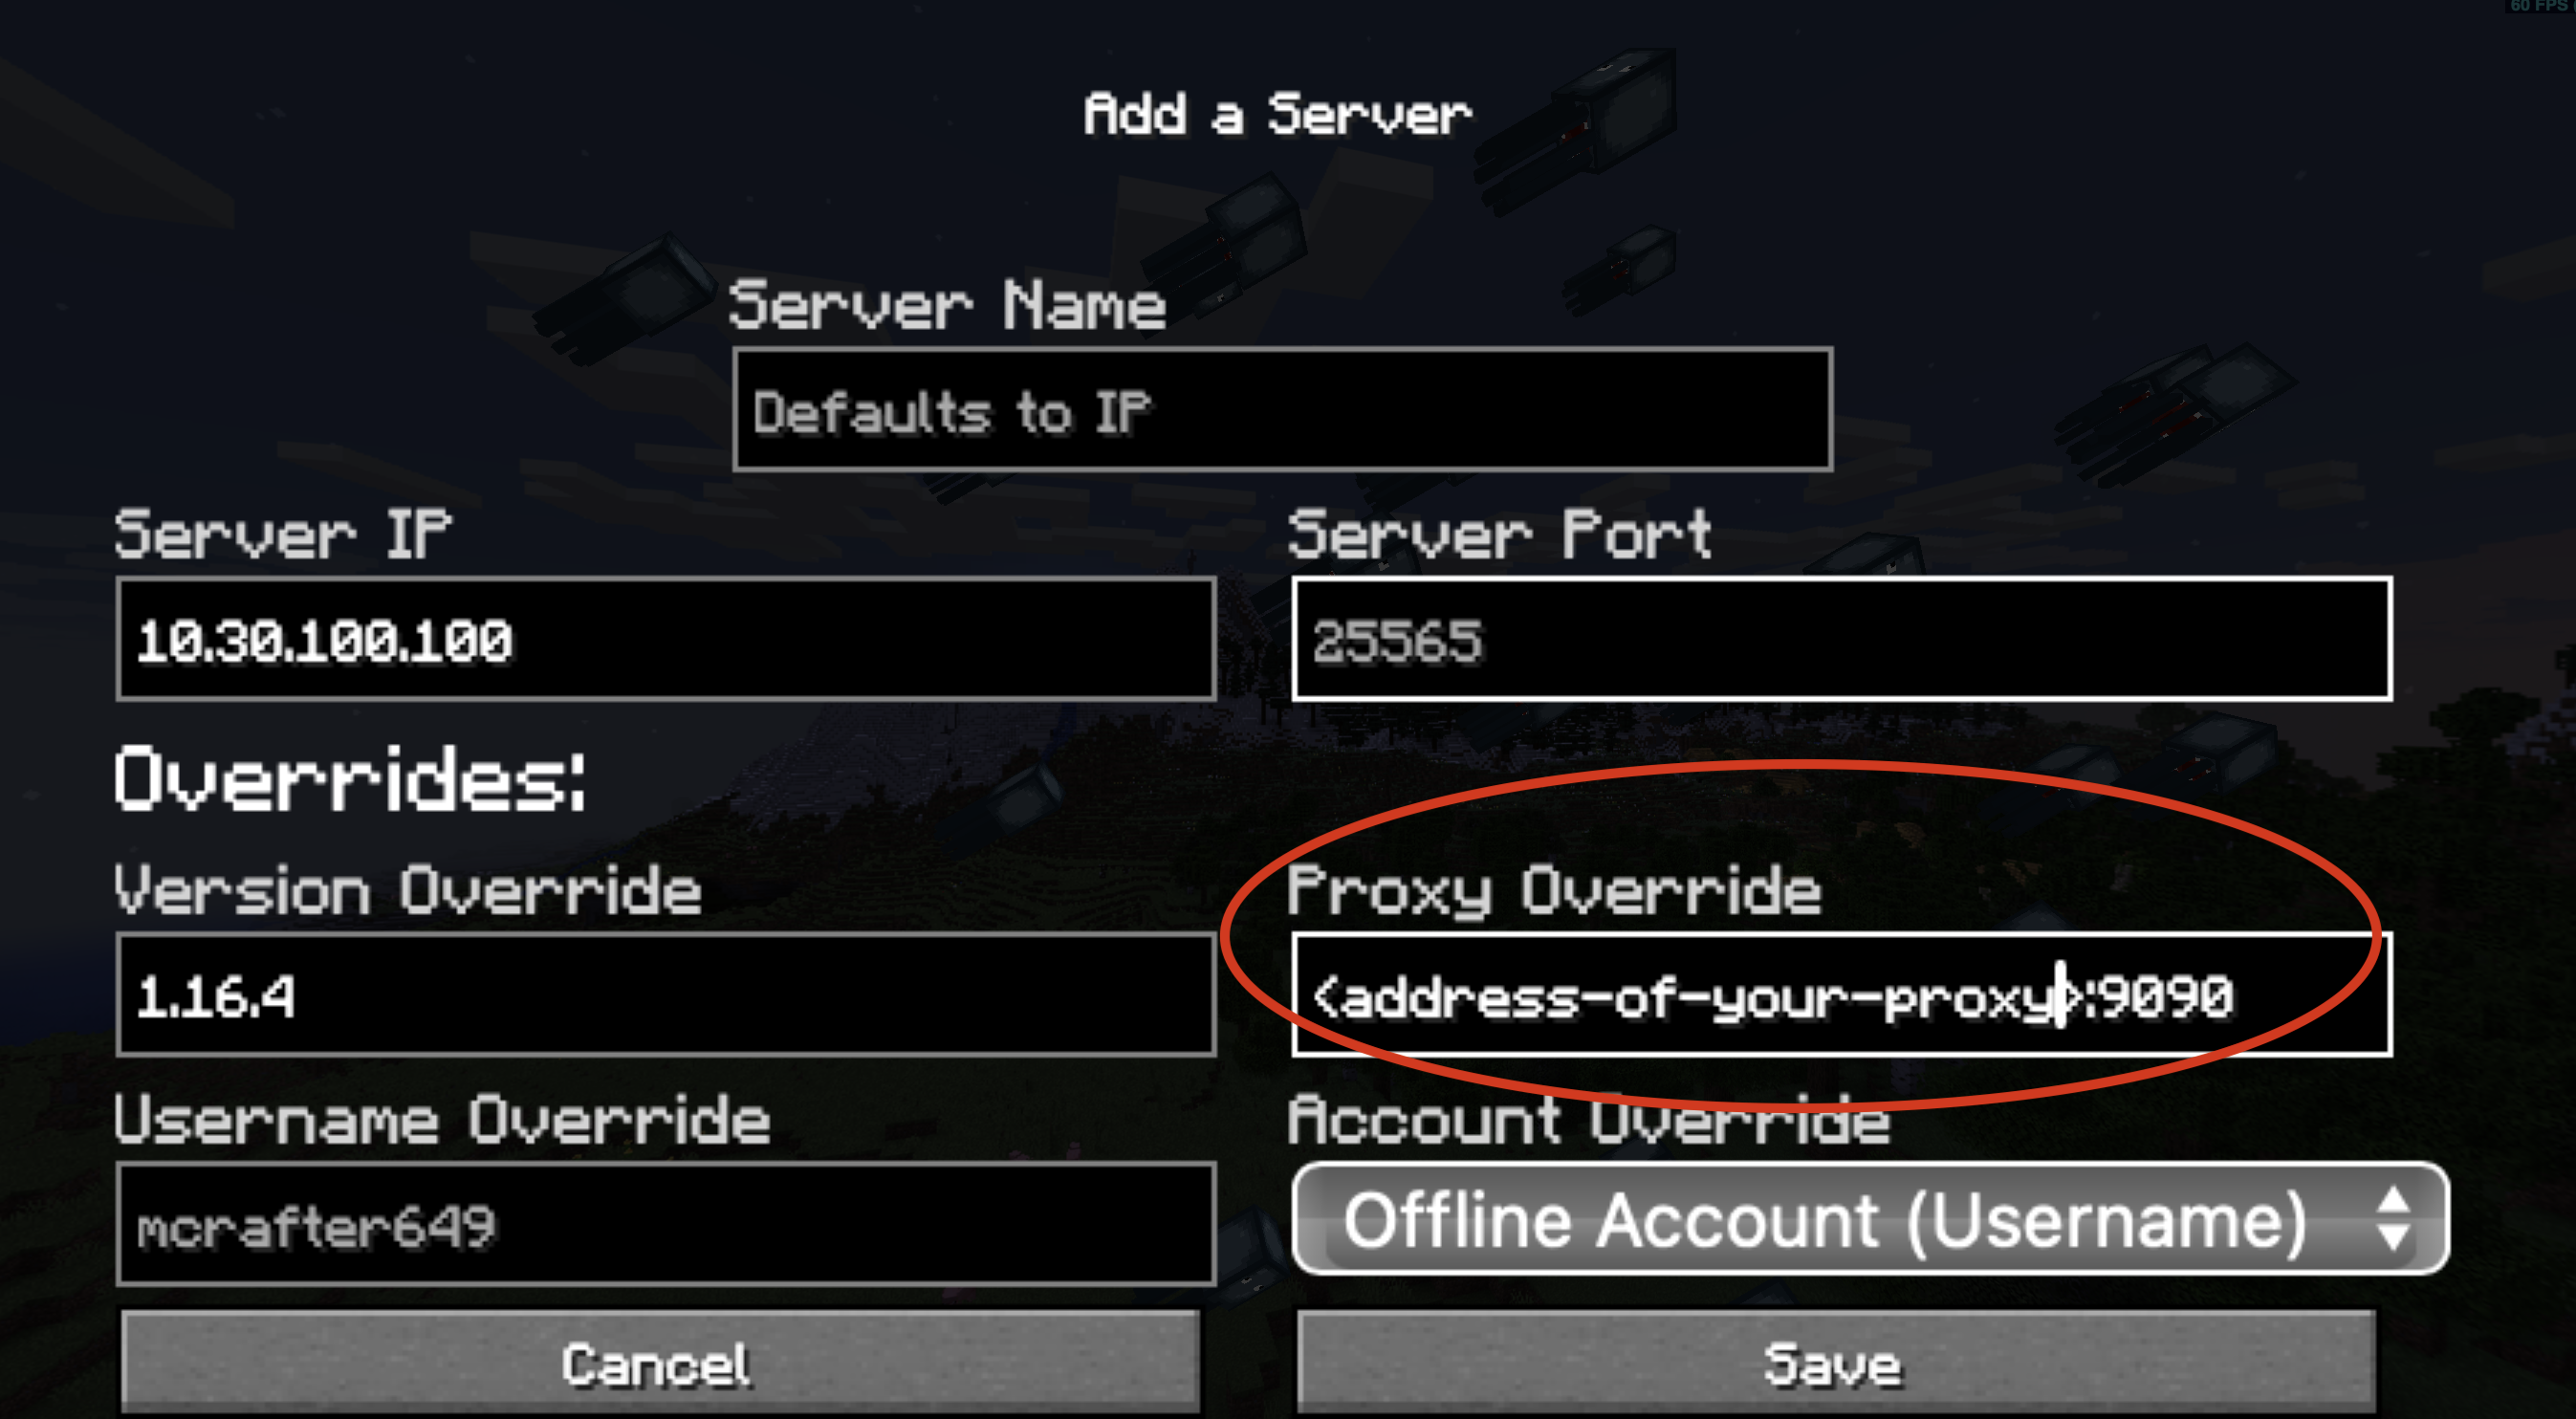 60 FPS
Add a Server
Server Name
Defaults to IP
Server IP Server Port
10.30.100.100 25565
Overrides:
Version Override Proxy Override
1.16.4 <address-of-your-proxy>:9090
Username Override Account Override
mcrafter649 Offline Account (Username)
Cancel Save